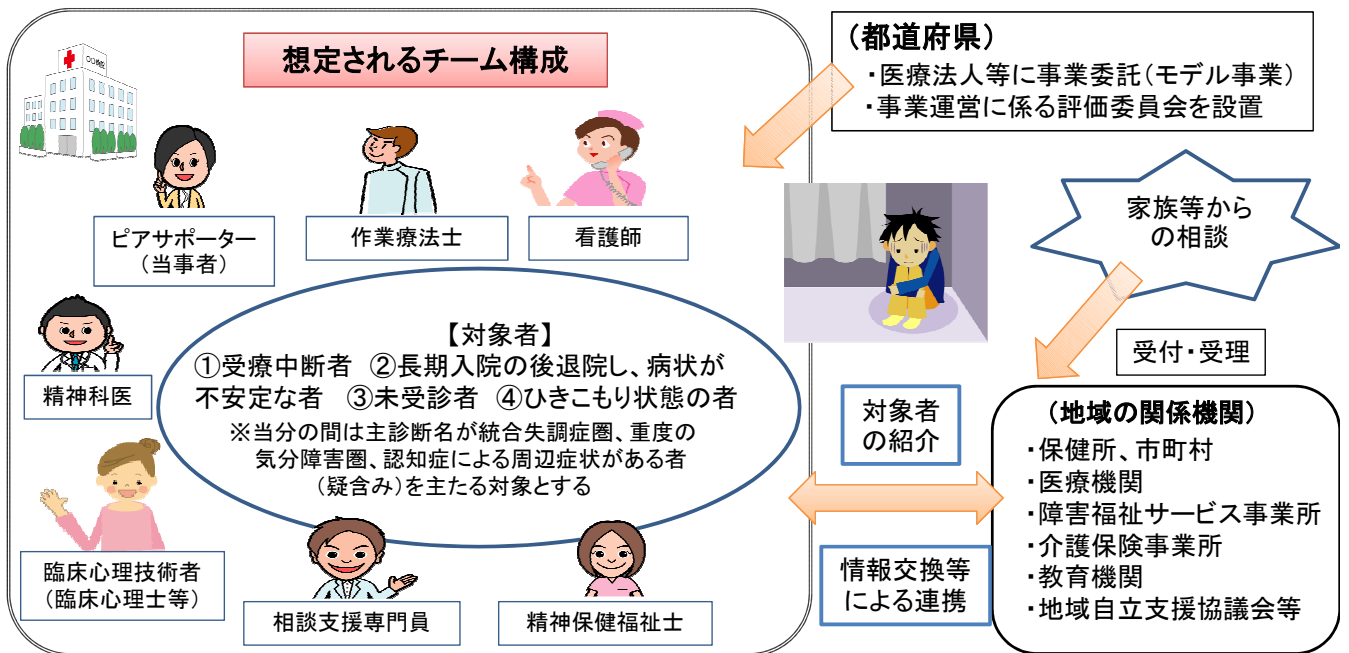 想定されるチーム構成
ピアサポーター
（当事者）
作業療法士
看護師
精神科医
【対象者】
①受療中断者　②長期入院の後退院し、病状が
不安定な者　③未受診者　④ひきこもり状態の者
※当分の間は主診断名が統合失調症圏、重度の
気分障害圏、認知症による周辺症状がある者
（疑含み）を主たる対象とする
臨床心理技術者
（臨床心理士等）
相談支援専門員
精神保健福祉士
（都道府県）
・医療法人等に事業委託（モデル事業）
・事業運営に係る評価委員会を設置
家族等から
の相談
受付・受理
対象者
の紹介
情報交換等
による連携
（地域の関係機関）
・保健所、市町村
・医療機関
・障害福祉サービス事業所
・介護保険事業所
・教育機関
・地域自立支援協議会等